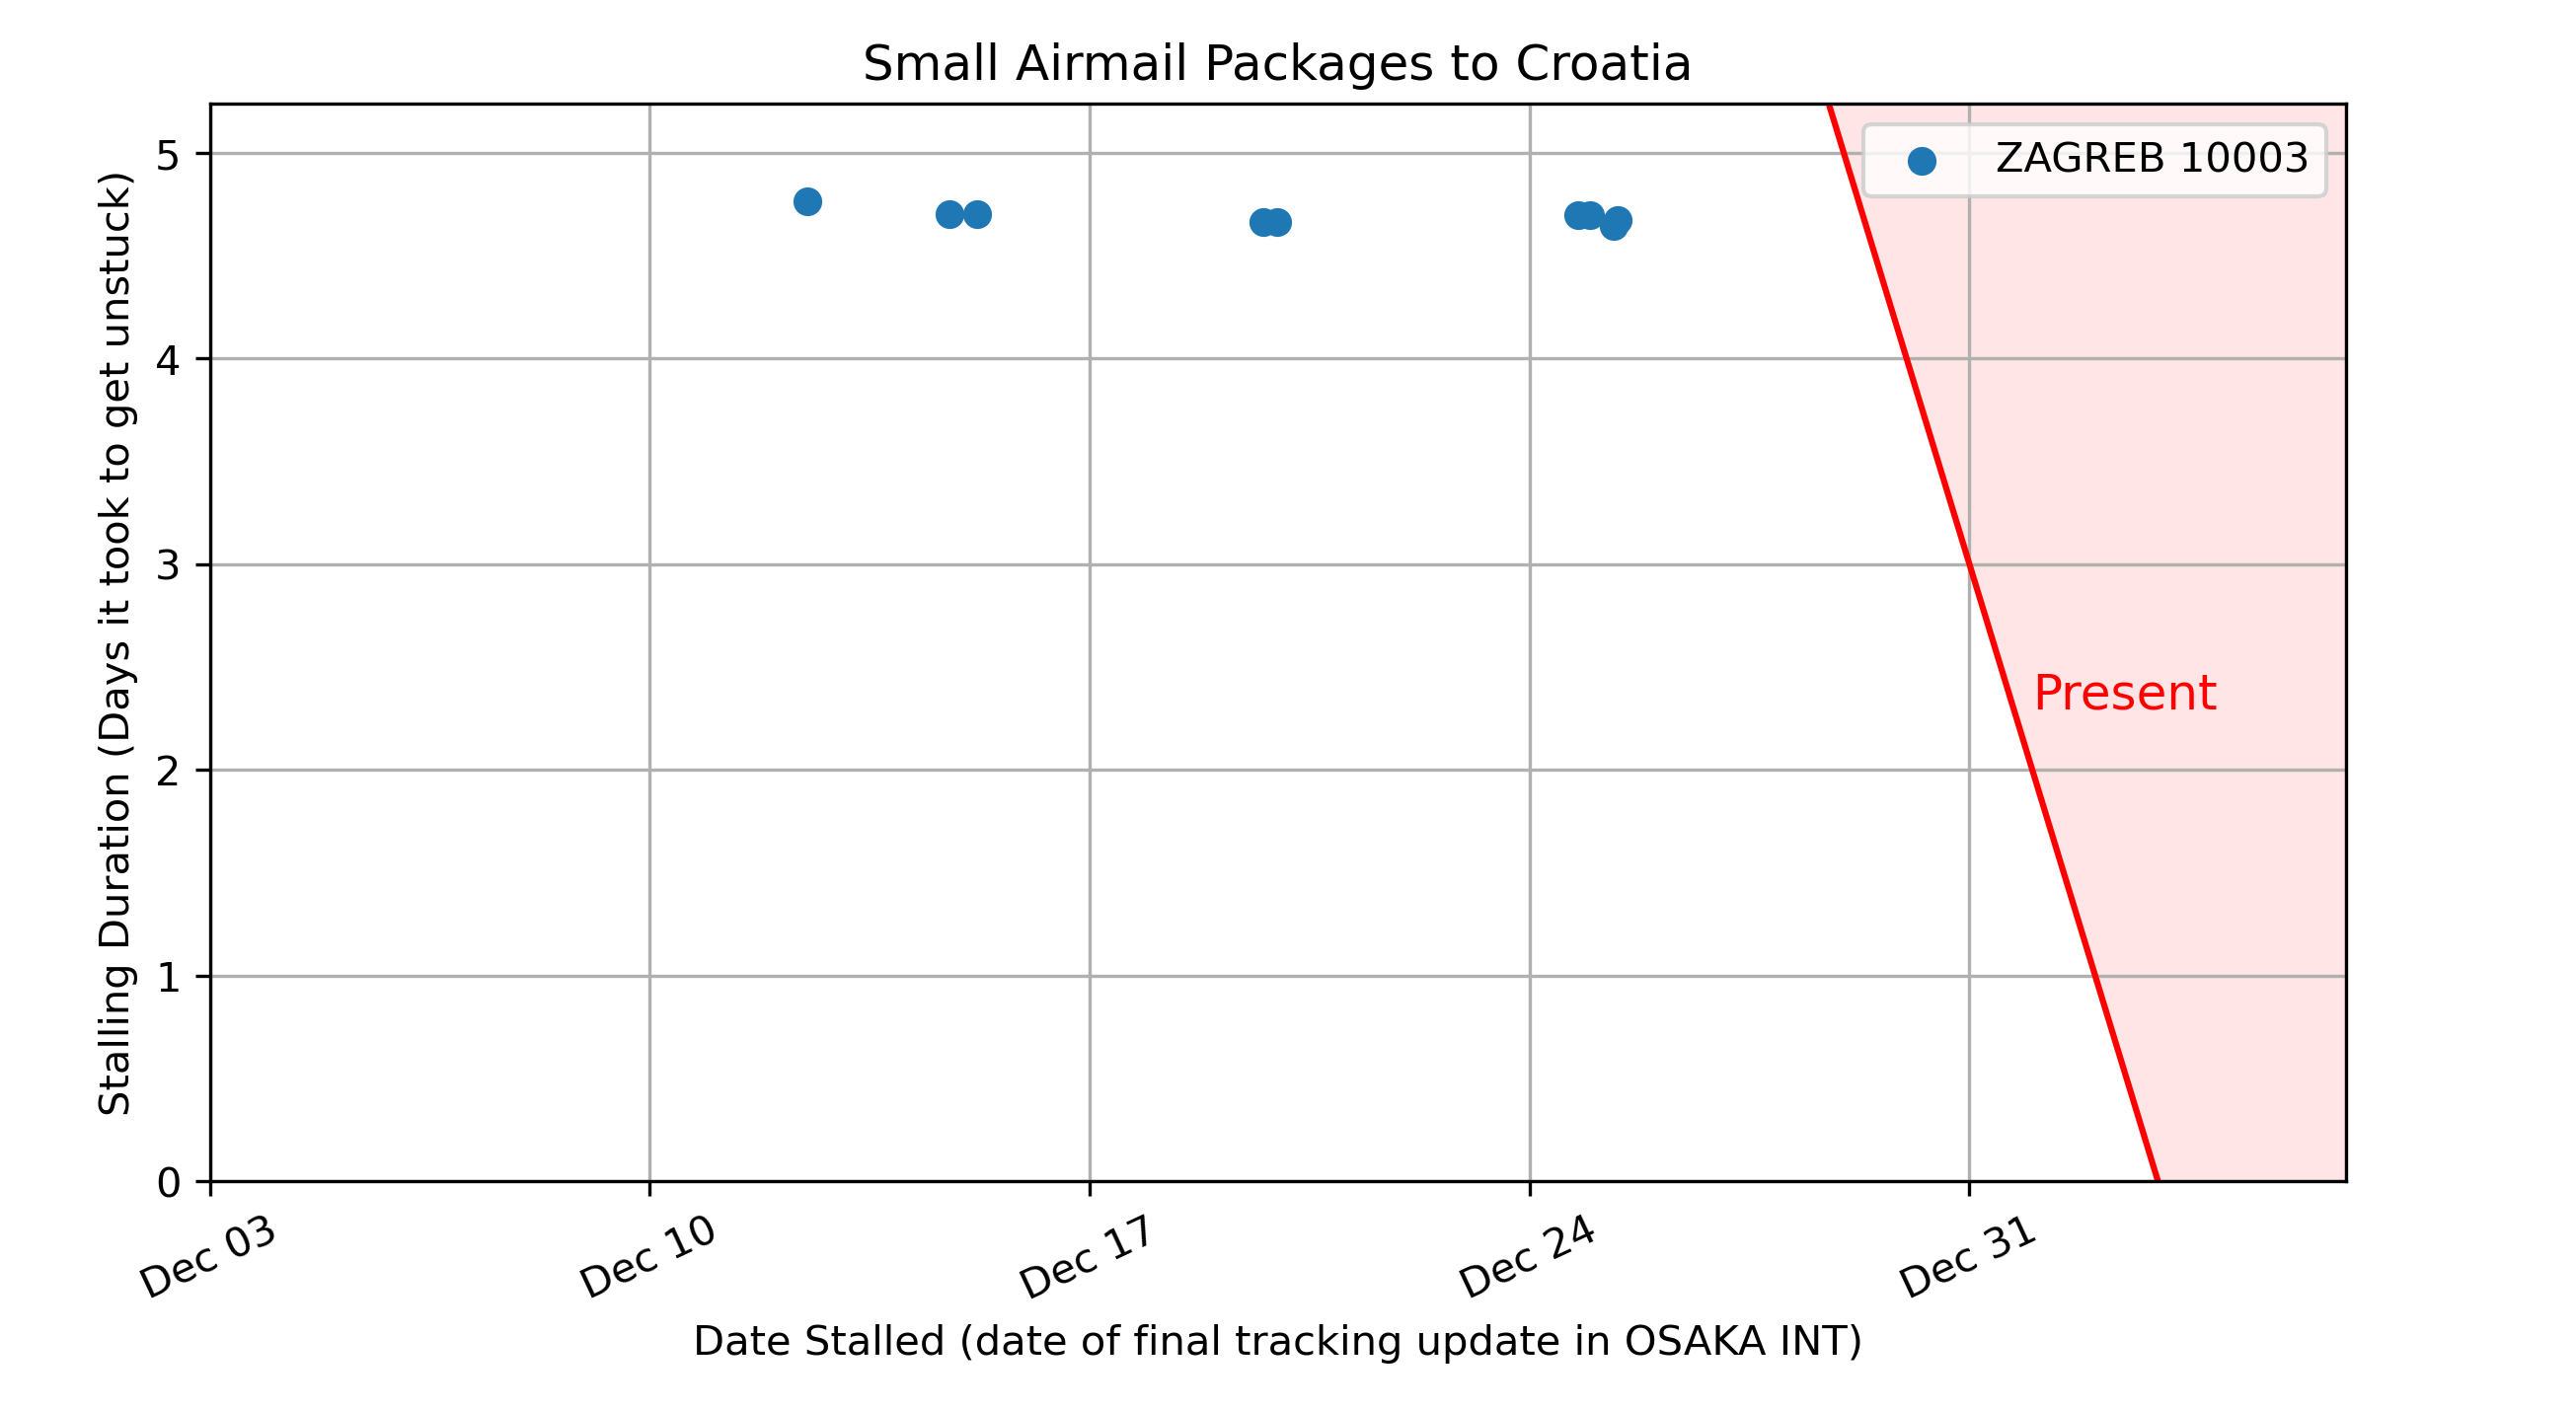 Small Airmail Packages to Croatia
ZAGREB 10003
Stalling Duration (Days it took to get unstuck)
5
4
3
2
1
0
Present
Dec 03
Dec 10
Dec 17
Dec 24
Dec 31
Date Stalled (date of final tracking update in OSAKA INT)